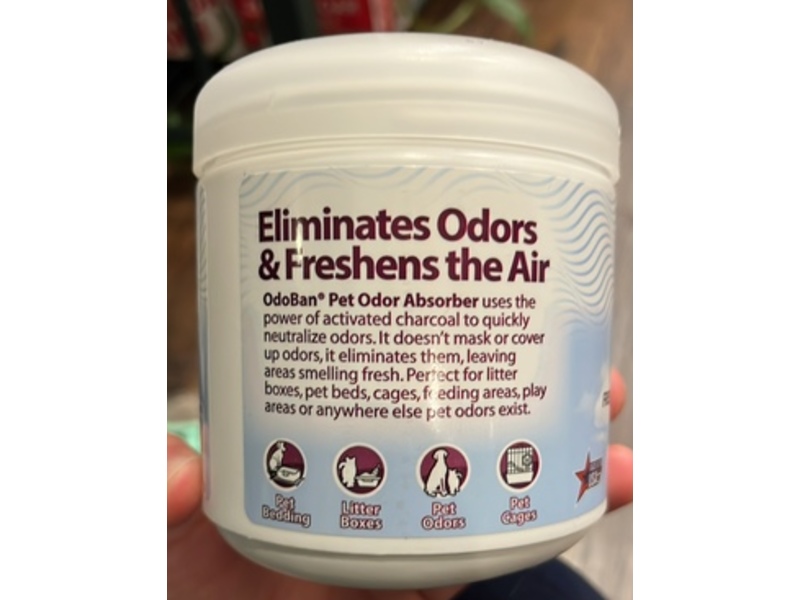 Eliminates Odors
& Freshens the Air
OdoBan® Pet Odor Absorber uses the
power of activated charcoal to quickly
neutralize odors. It doesn't mask or cover
up odors, it eliminates them, leaving
areas smelling fresh. Perfect for litter
boxes, pet beds, cages, feeding areas, play
areas or anywhere else pet odors exist.
Pet
Bedding
Litter
Boxes
Pet
Odors
Pet
Cages